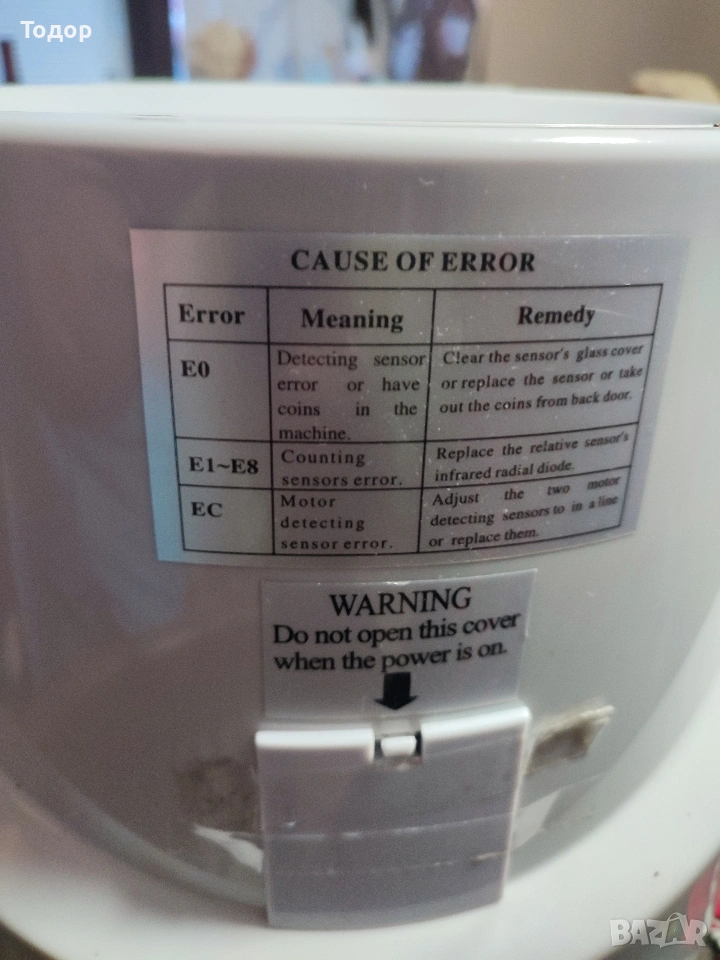 Тодор
CAUSE OF ERROR
Error Meaning Remedy
E0
Detecting sensor
error or have
coins in the
machine.
Clear the sensor's glass cover
or replace the sensor or take
out the coins from back door.
E1~E8
Counting
sensors error.
Replace the relative sensor's
infrared radial diode.
EC
Motor
detecting
sensor error.
Adjust the two motor
detecting sensors to in a line
or replace them.
WARNING
Do not open this cover
when the power is on.
BAZAR